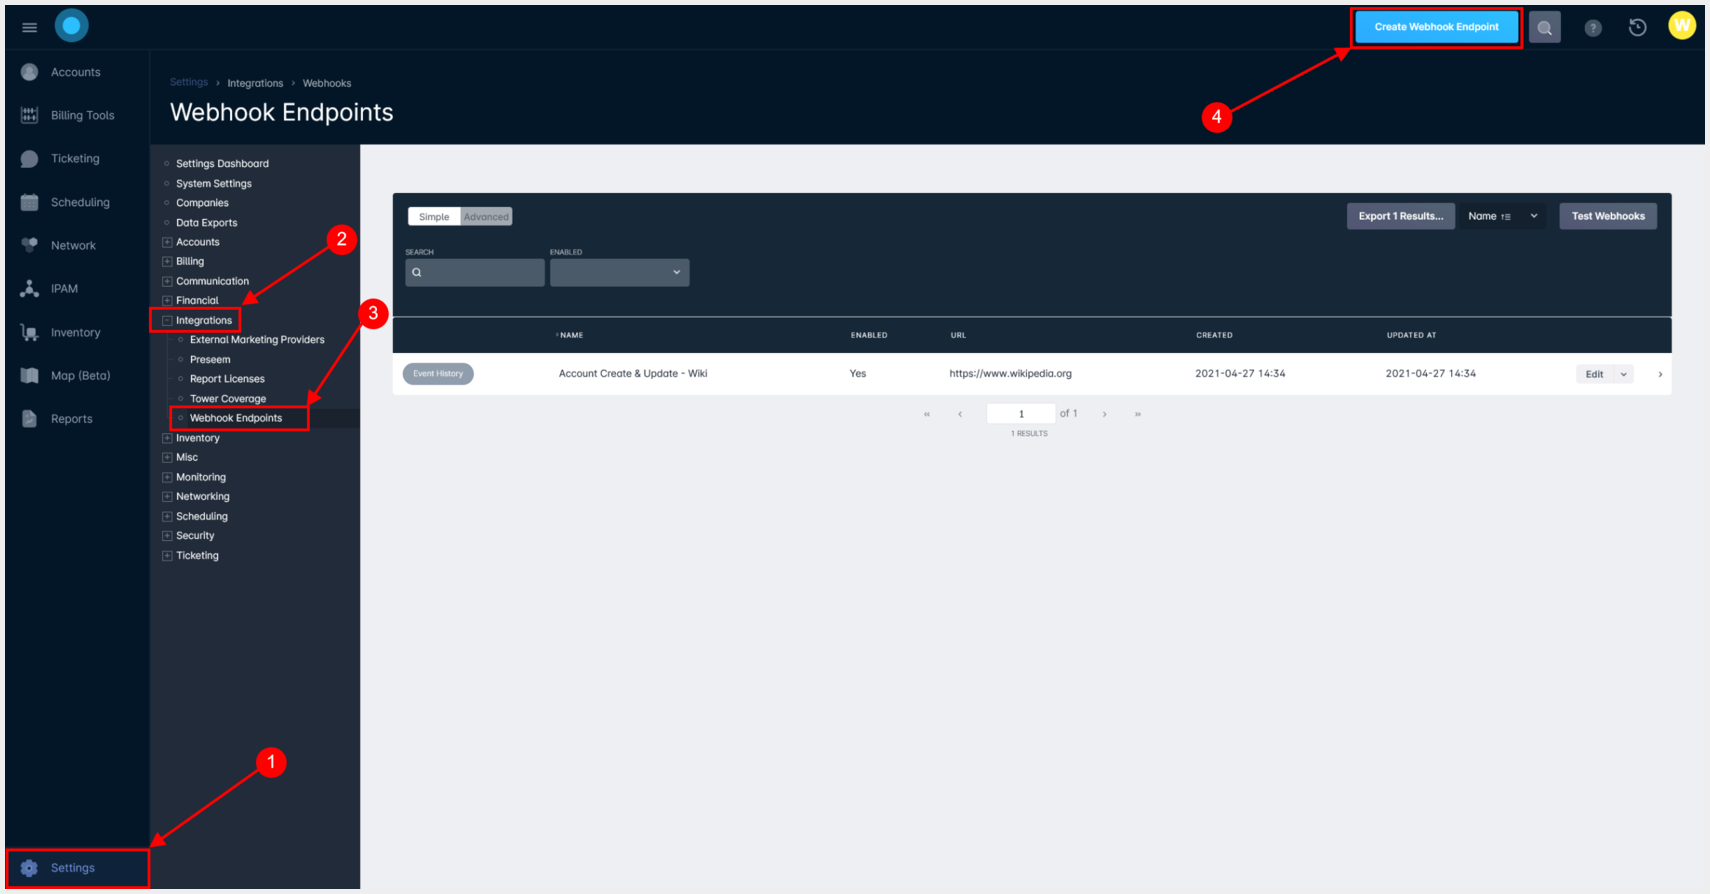 Create Webhook Endpoint
?
W
Accounts
Billing Tools
Ticketing
Scheduling
Network
IPAM
Inventory
Map (Beta)
Reports
Settings
Settings › Integrations › Webhooks
Webhook Endpoints
4
Settings Dashboard
System Settings
Companies
Data Exports
Accounts
Billing
Communication
Financial
Integrations
External Marketing Providers
Preseem
Report Licenses
Tower Coverage
Webhook Endpoints
Inventory
Misc
Monitoring
Networking
Scheduling
Security
Ticketing
2
3
1
Simple Advanced
Export 1 Results... Name Test Webhooks
SEARCH ENABLED
NAME ENABLED URL CREATED UPDATED AT
Event History Account Create & Update - Wiki Yes https://www.wikipedia.org 2021-04-27 14:34 2021-04-27 14:34 Edit ›
« ‹ 1 of 1 › »
1 RESULTS